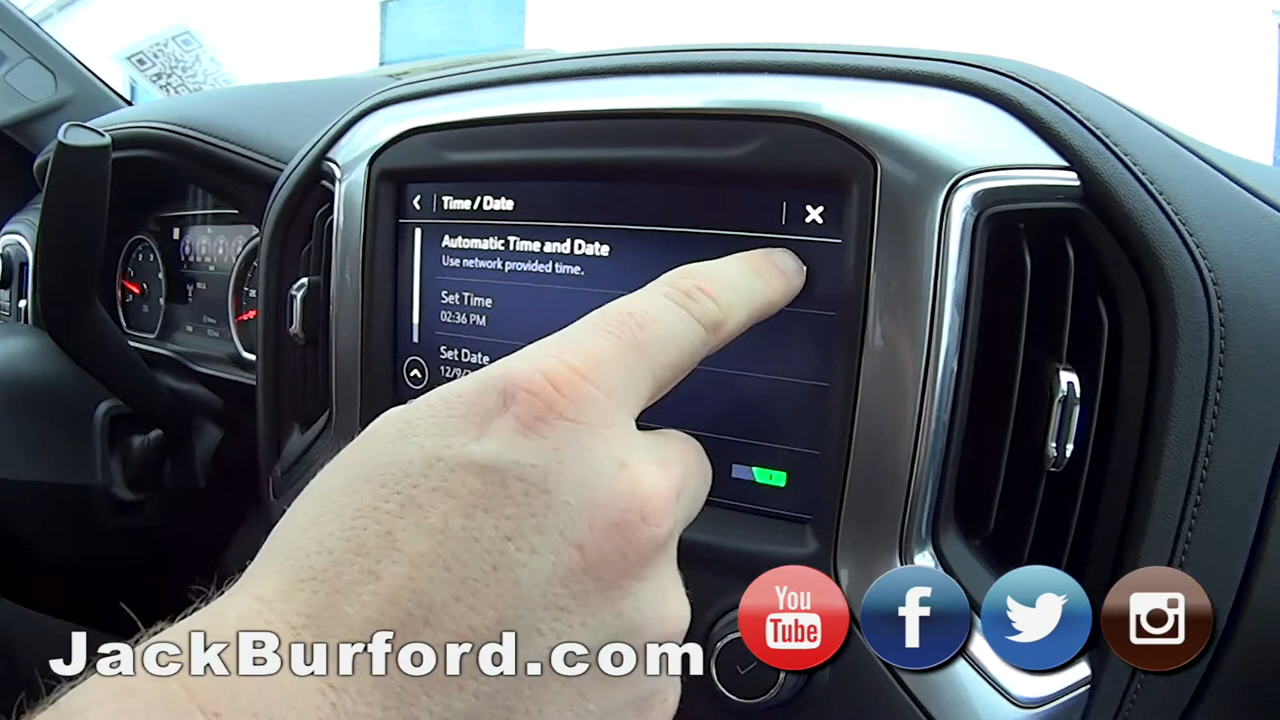 Time / Date
Automatic Time and Date
Use network provided time.
Set Time
02:36 PM
Set Date
12/9/
You
Tube
f
JackBurford.com